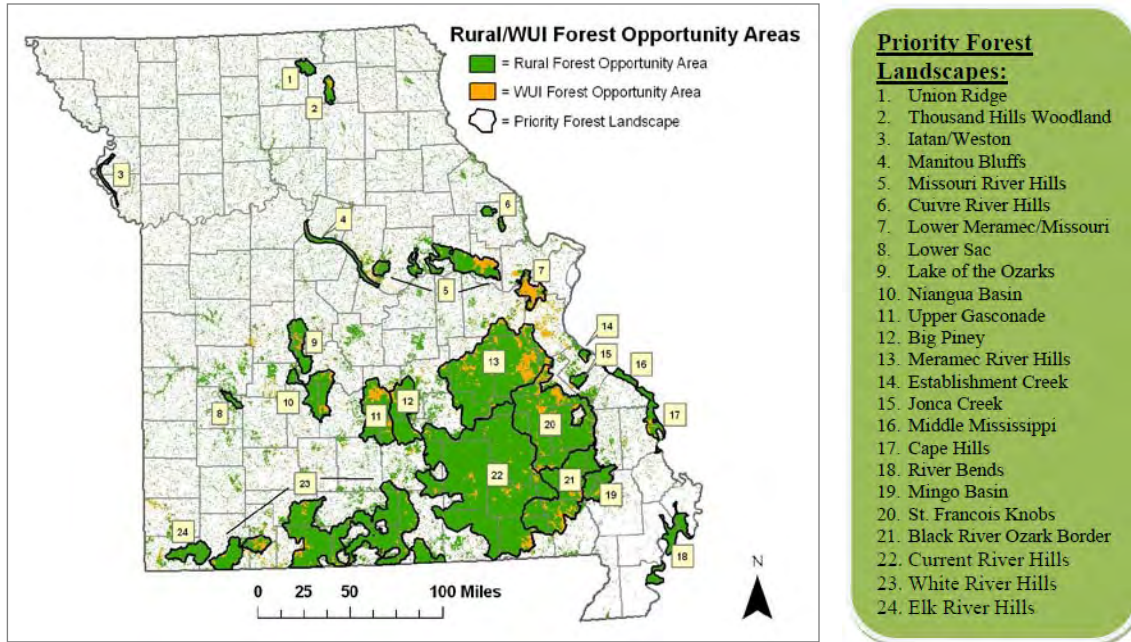 Rural/WUI Forest Opportunity Areas
= Rural Forest Opportunity Area
= WUI Forest Opportunity Area
= Priority Forest Landscape
1
2
3
4
5
6
7
8
9
10
11
12
13
14
15
16
17
18
19
20
21
22
23
24
0 25 50 100 Miles
N
Priority Forest
Landscapes:
1. Union Ridge
2. Thousand Hills Woodland
3. Iatan/Weston
4. Manitou Bluffs
5. Missouri River Hills
6. Cuivre River Hills
7. Lower Meramec/Missouri
8. Lower Sac
9. Lake of the Ozarks
10. Niangua Basin
11. Upper Gasconade
12. Big Piney
13. Meramec River Hills
14. Establishment Creek
15. Jonca Creek
16. Middle Mississippi
17. Cape Hills
18. River Bends
19. Mingo Basin
20. St. Francois Knobs
21. Black River Ozark Border
22. Current River Hills
23. White River Hills
24. Elk River Hills